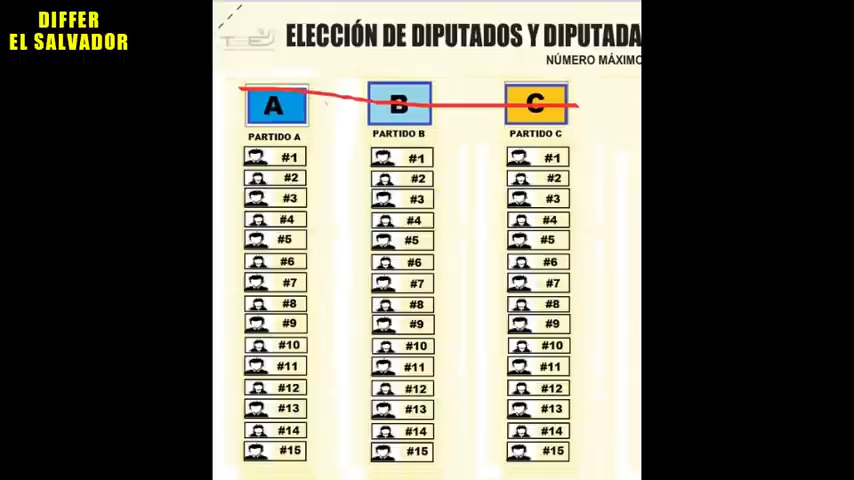 DIFFER
EL SALVADOR
TSE
ELECCIÓN DE DIPUTADOS Y DIPUTADA
NÚMERO MÁXIMO
A B C
PARTIDO A PARTIDO B PARTIDO C
#1 #1 #1
#2 #2 #2
#3 #3 #3
#4 #4 #4
#5 #5 #5
#6 #6 #6
#7 #7 #7
#8 #8 #8
#9 #9 #9
#10 #10 #10
#11 #11 #11
#12 #12 #12
#13 #13 #13
#14 #14 #14
#15 #15 #15